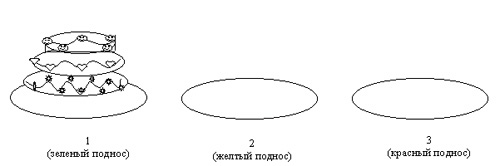 1
(зеленый поднос)
2
(желтый поднос)
3
(красный поднос)